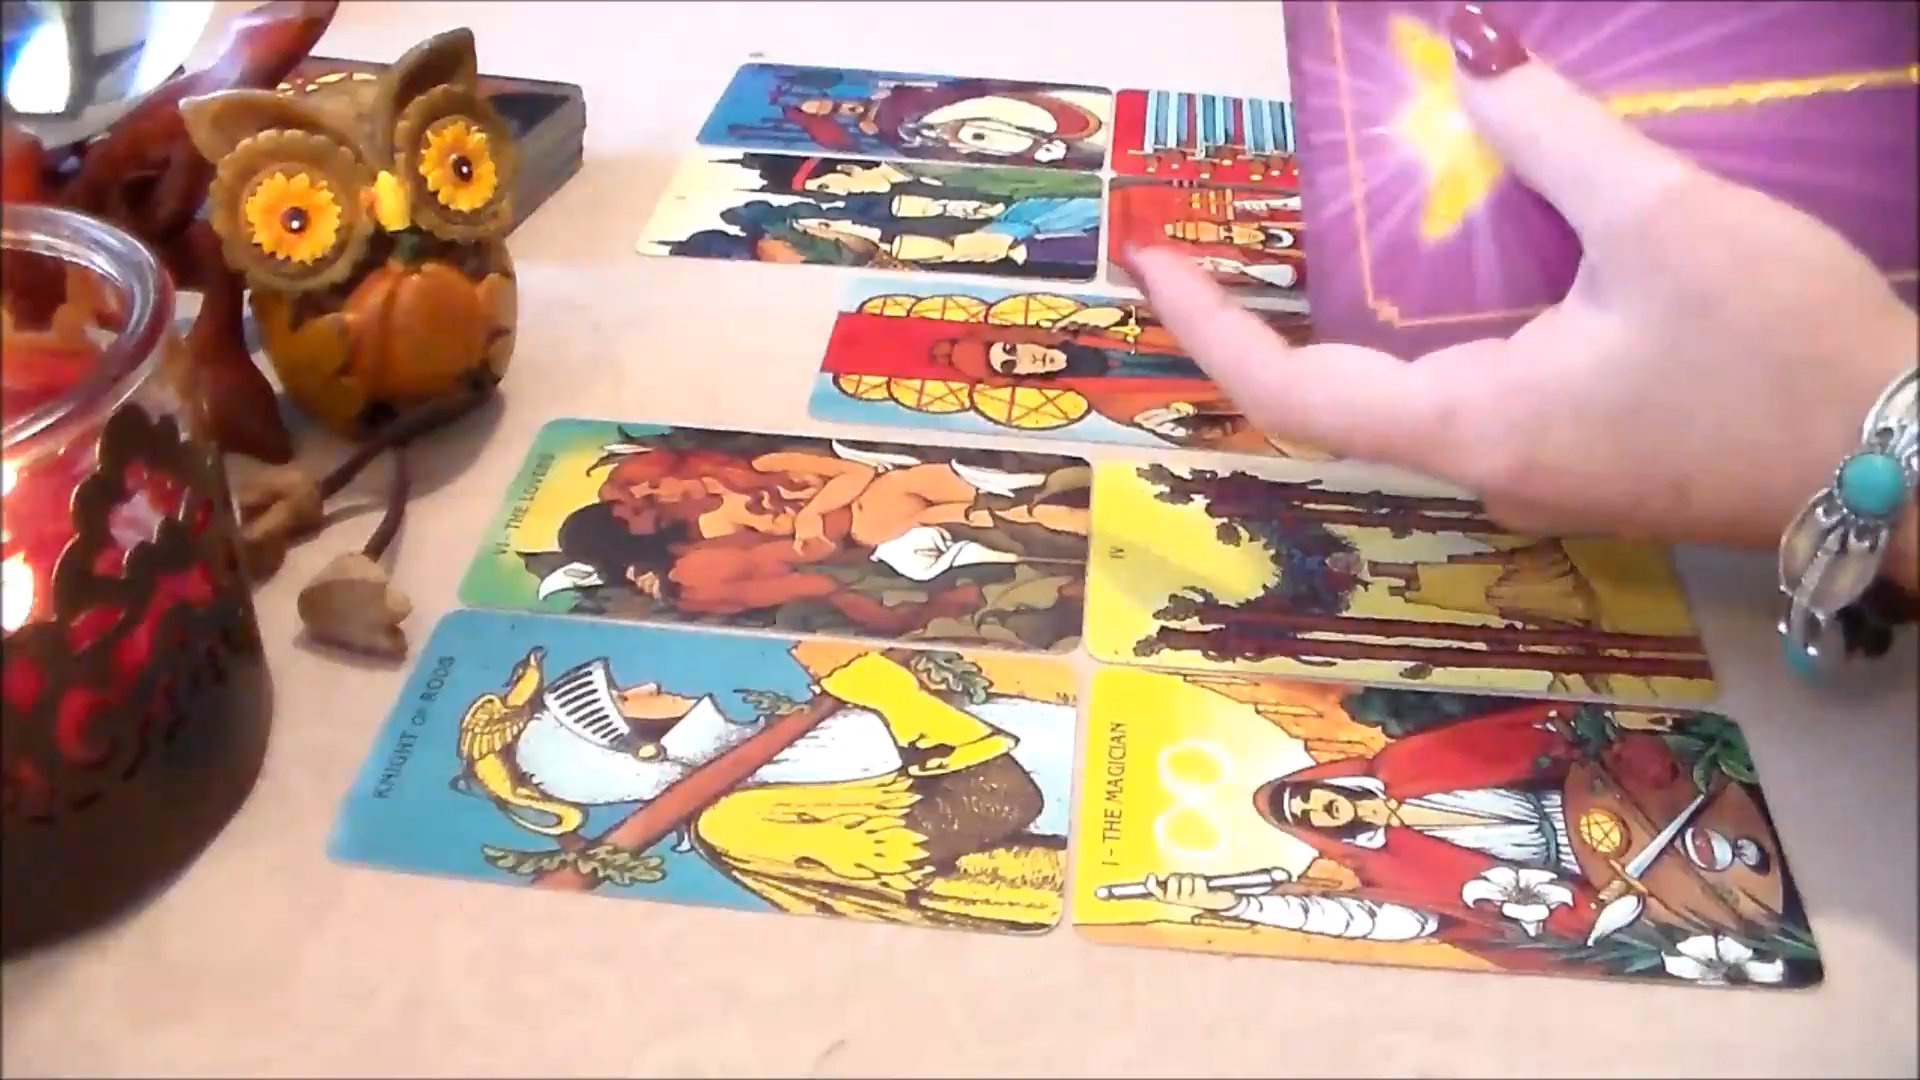 VI - THE LOVERS
IV
KNIGHT OF RODS
I - THE MAGICIAN